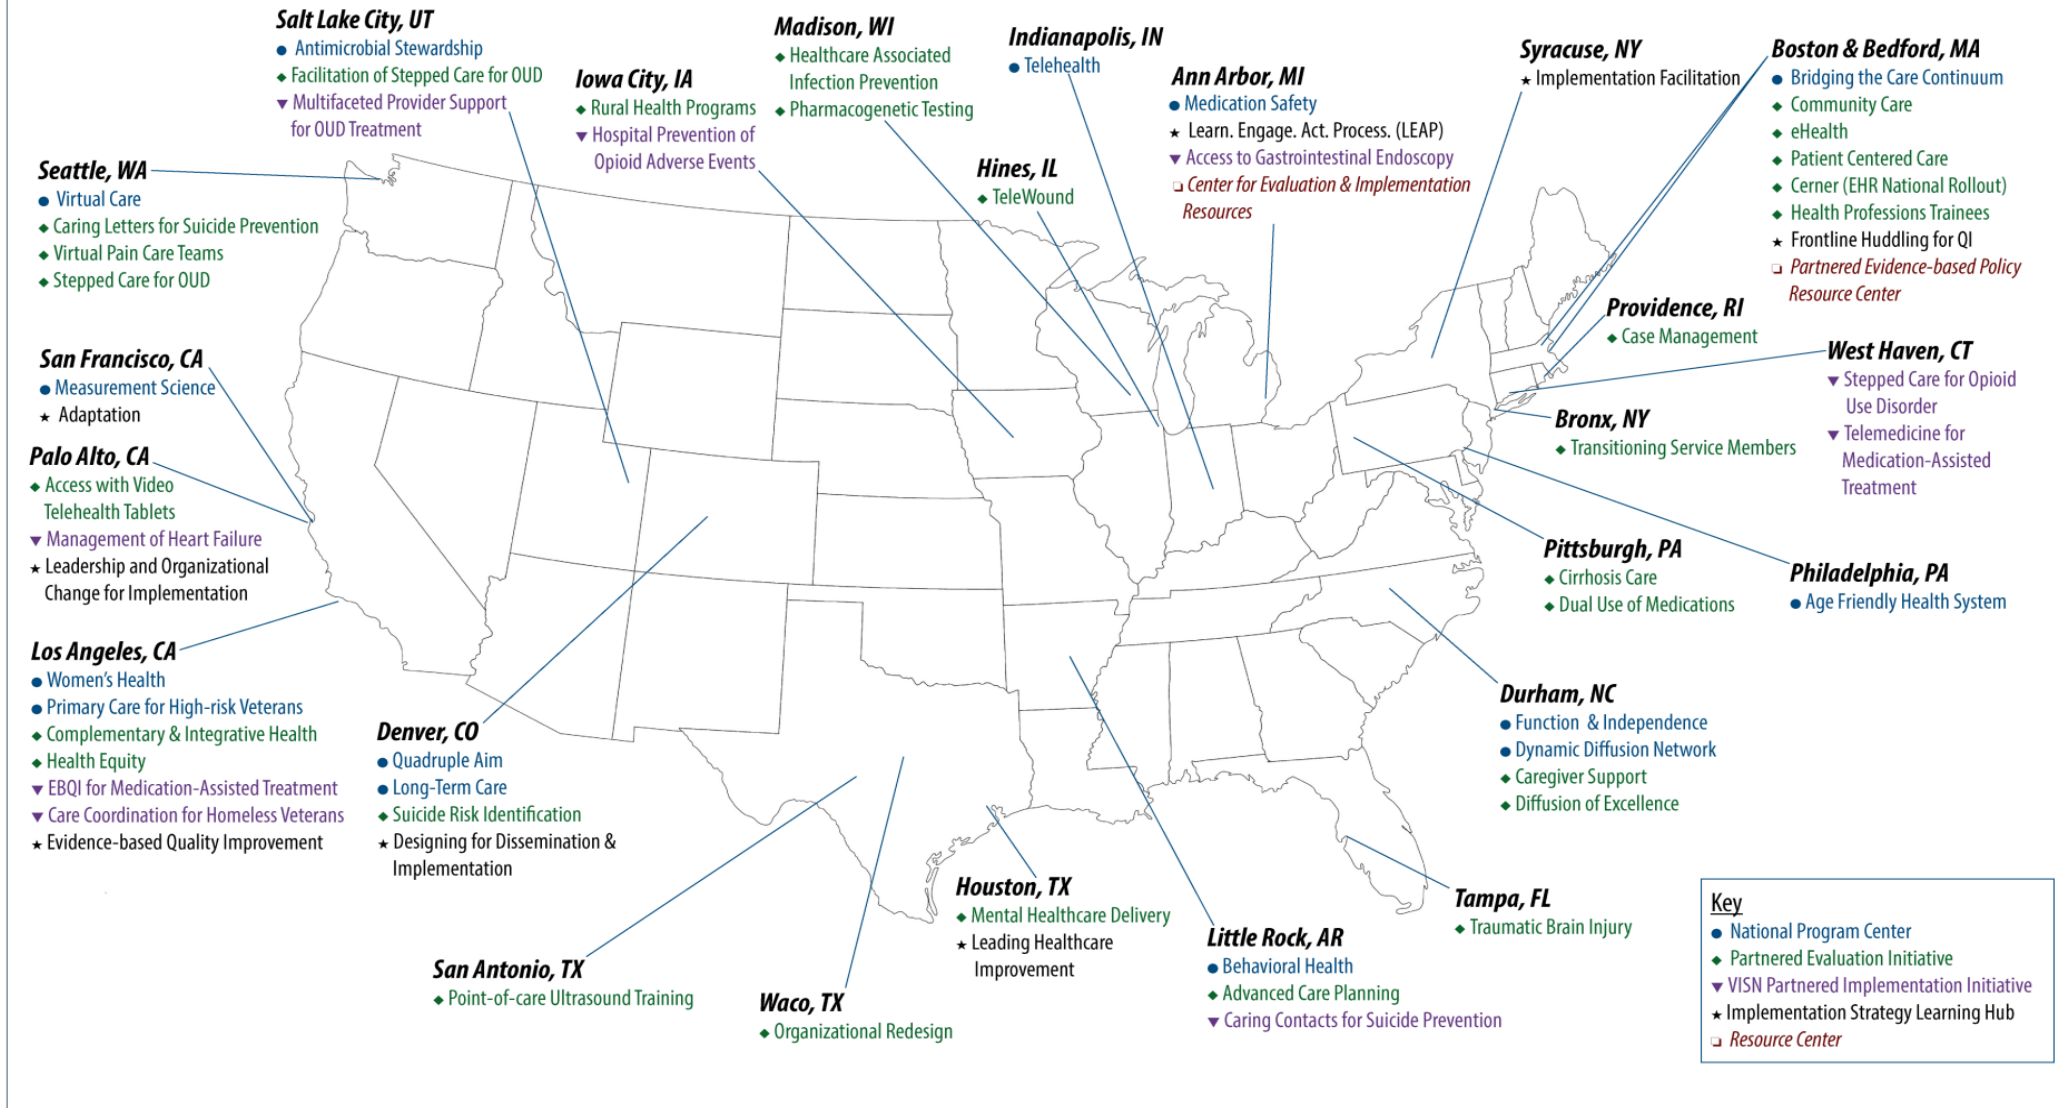 Salt Lake City, UT
● Antimicrobial Stewardship
◆ Facilitation of Stepped Care for OUD
▼ Multifaceted Provider Support
for OUD Treatment
Iowa City, IA
◆ Rural Health Programs
▼ Hospital Prevention of
Opioid Adverse Events
Madison, WI
◆ Healthcare Associated
Infection Prevention
◆ Pharmacogenetic Testing
Indianapolis, IN
● Telehealth
Hines, IL
◆ TeleWound
Ann Arbor, MI
● Medication Safety
★ Learn. Engage. Act. Process. (LEAP)
▼ Access to Gastrointestinal Endoscopy
❏ Center for Evaluation & Implementation
Resources
Syracuse, NY
★ Implementation Facilitation
Boston & Bedford, MA
● Bridging the Care Continuum
◆ Community Care
◆ eHealth
◆ Patient Centered Care
◆ Cerner (EHR National Rollout)
◆ Health Professions Trainees
★ Frontline Huddling for QI
❏ Partnered Evidence-based Policy
Resource Center
Seattle, WA
● Virtual Care
◆ Caring Letters for Suicide Prevention
◆ Virtual Pain Care Teams
◆ Stepped Care for OUD
Providence, RI
◆ Case Management
San Francisco, CA
● Measurement Science
★ Adaptation
West Haven, CT
▼ Stepped Care for Opioid
Use Disorder
▼ Telemedicine for
Medication-Assisted
Treatment
Bronx, NY
◆ Transitioning Service Members
Palo Alto, CA
◆ Access with Video
Telehealth Tablets
▼ Management of Heart Failure
★ Leadership and Organizational
Change for Implementation
Pittsburgh, PA
◆ Cirrhosis Care
◆ Dual Use of Medications
Philadelphia, PA
● Age Friendly Health System
Los Angeles, CA
● Women's Health
● Primary Care for High-risk Veterans
◆ Complementary & Integrative Health
◆ Health Equity
▼ EBQI for Medication-Assisted Treatment
▼ Care Coordination for Homeless Veterans
★ Evidence-based Quality Improvement
Denver, CO
● Quadruple Aim
● Long-Term Care
◆ Suicide Risk Identification
★ Designing for Dissemination &
Implementation
Durham, NC
● Function & Independence
● Dynamic Diffusion Network
◆ Caregiver Support
◆ Diffusion of Excellence
San Antonio, TX
◆ Point-of-care Ultrasound Training
Waco, TX
◆ Organizational Redesign
Houston, TX
◆ Mental Healthcare Delivery
★ Leading Healthcare
Improvement
Little Rock, AR
● Behavioral Health
◆ Advanced Care Planning
▼ Caring Contacts for Suicide Prevention
Tampa, FL
◆ Traumatic Brain Injury
Key
● National Program Center
◆ Partnered Evaluation Initiative
▼ VISN Partnered Implementation Initiative
★ Implementation Strategy Learning Hub
❏ Resource Center